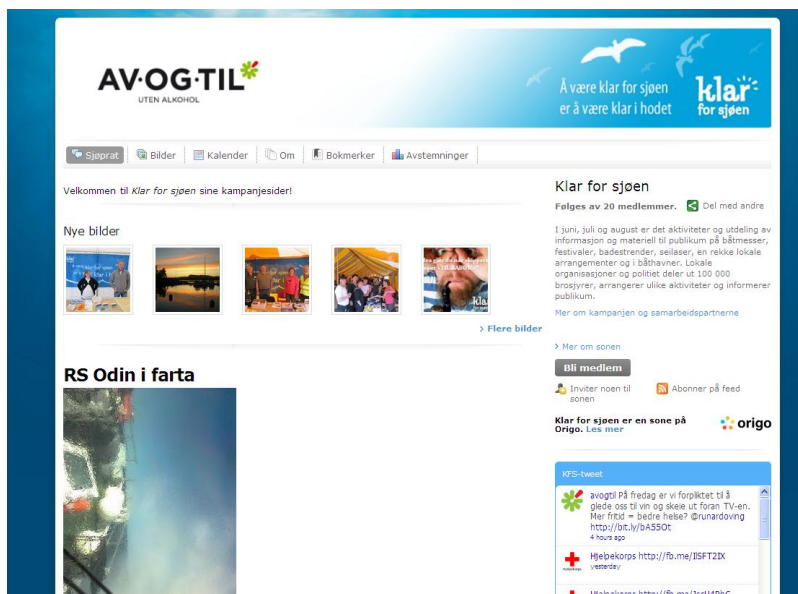 AV·OG·TIL
UTEN ALKOHOL
Å være klar for sjøen
er å være klar i hodet
klar
for sjøen
Sjøprat
Bilder
Kalender
Om
Bokmerker
Avstemninger
Velkommen til Klar for sjøen sine kampanjesider!
Nye bilder
> Flere bilder
RS Odin i farta
Klar for sjøen
Følges av 20 medlemmer.
Del med andre
I juni, juli og august er det aktiviteter og utdeling av
informasjon og materiell til publikum på båtmesser,
festivaler, badestrender, seilaser, en rekke lokale
arrangementer og i båthavner. Lokale
organisasjoner og politiet deler ut 100 000
brosjyrer, arrangerer ulike aktiviteter og informerer
publikum.
Mer om kampanjen og samarbeidspartnerne
> Mer om sonen
Bli medlem
Inviter noen til
sonen
Abonner på feed
Klar for sjøen er en sone på
Origo. Les mer
origo
KFS-tweet
avogtil På fredag er vi forpliktet til å
glede oss til vin og skeie ut foran TV-en.
Mer fritid = bedre helse? @runardoving
http://bit.ly/bA55Ot
4 hours ago
Hjelpekorps http://fb.me/IlSFT2IX
yesterday